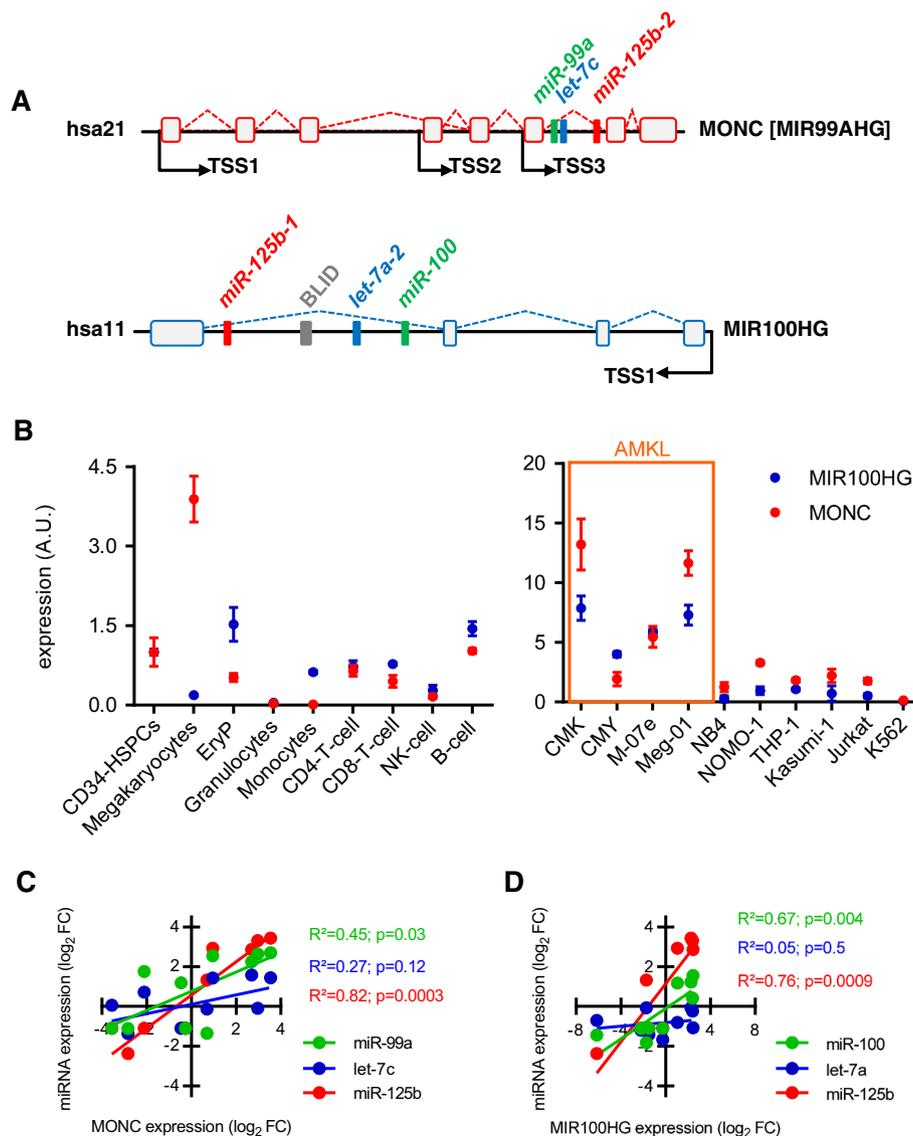 A
miR-99a
let-7c
miR-125b-2
hsa21
MONC [MIR99AHG]
TSS1
TSS2
TSS3
miR-125b-1
BLID
let-7a-2
miR-100
hsa11
MIR100HG
TSS1
B
expression (A.U.)
4.5
3.0
1.5
0.0
CD34-HSPCs
Megakaryocytes
EryP
Granulocytes
Monocytes
CD4-T-cell
CD8-T-cell
NK-cell
B-cell
AMKL
20
15
10
5
0
CMK
CMY
M-07e
Meg-01
NB4
NOMO-1
THP-1
Kasumi-1
Jurkat
K562
MIR100HG
MONC
C
miRNA expression (log2 FC)
4
2
-4
2
4
-2
-4
R²=0.45; p=0.03
R²=0.27; p=0.12
R²=0.82; p=0.0003
miR-99a
let-7c
miR-125b
MONC expression (log2 FC)
D
miRNA expression (log2 FC)
4
2
-8
-4
4
8
-2
-4
R²=0.67; p=0.004
R²=0.05; p=0.5
R²=0.76; p=0.0009
miR-100
let-7a
miR-125b
MIR100HG expression (log2 FC)